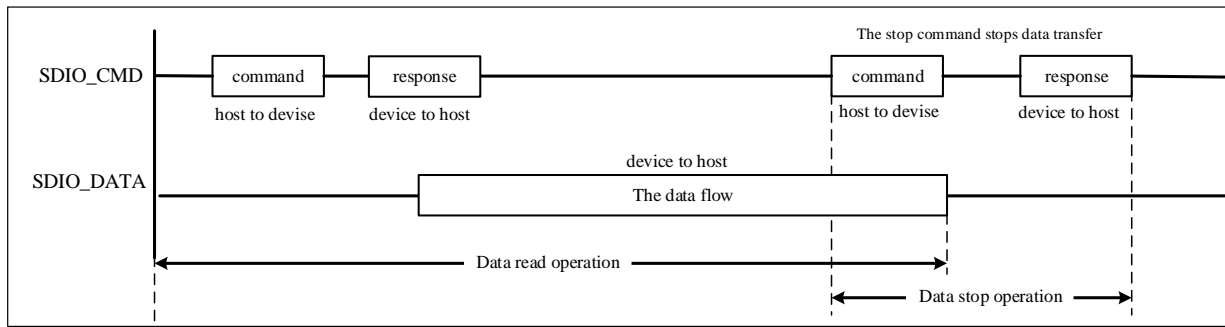 The stop command stops data transfer
SDIO_CMD
command
response
command
response
host to devise
device to host
host to devise
device to host
device to host
SDIO_DATA
The data flow
Data read operation
Data stop operation